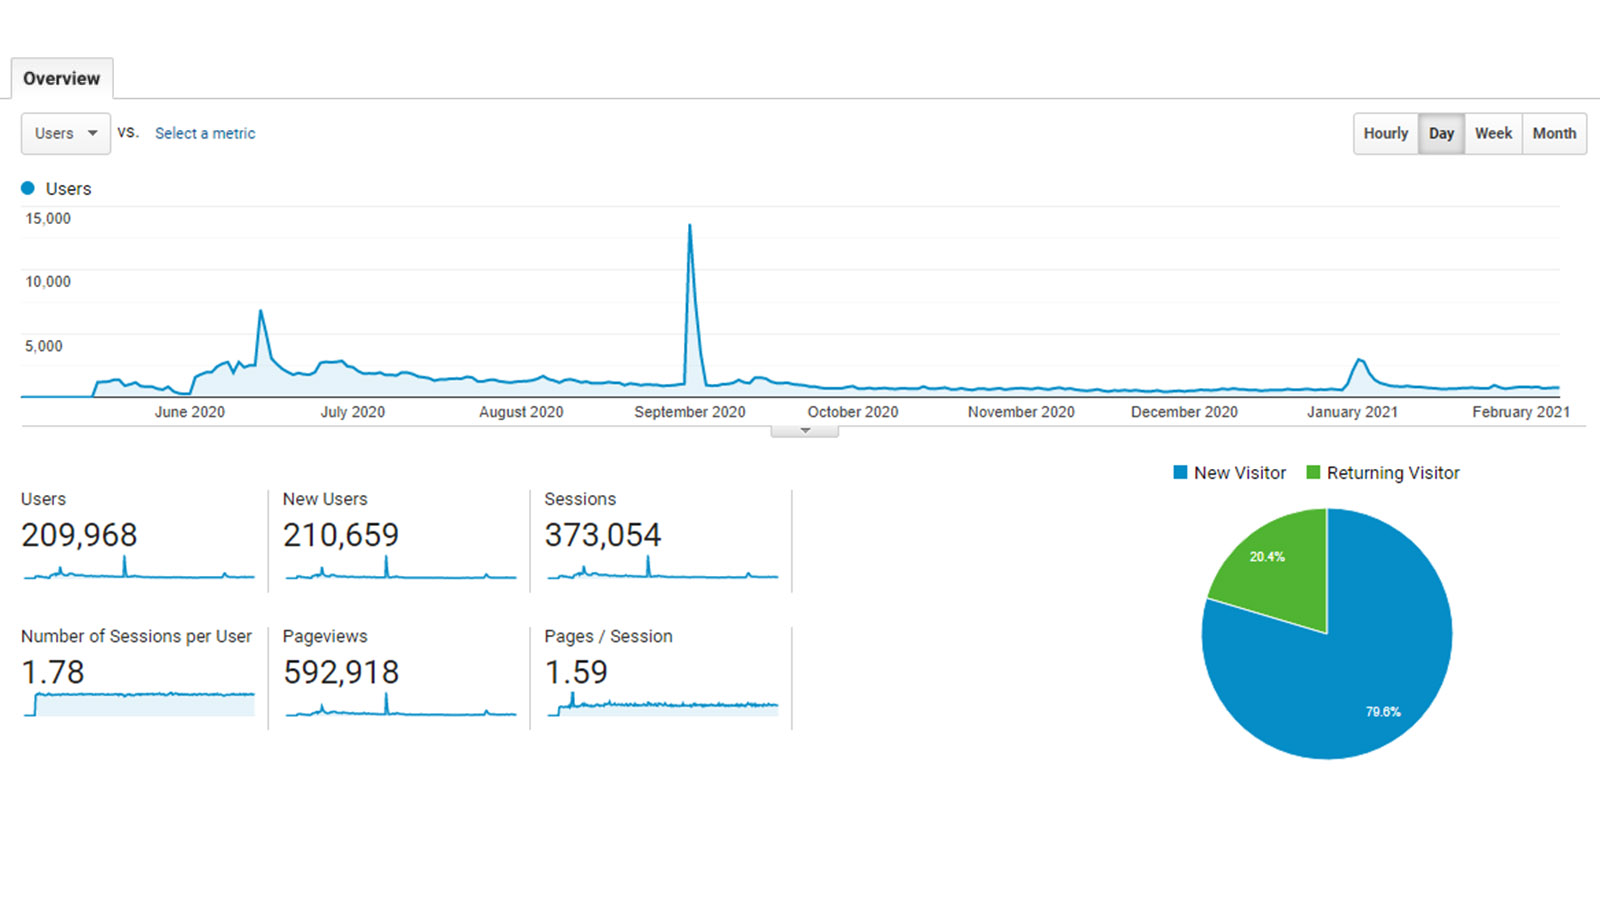 Overview
Users vs. Select a metric
Hourly Day Week Month
Users
15,000
10,000
5,000
June 2020 July 2020 August 2020 September 2020 October 2020 November 2020 December 2020 January 2021 February 2021
New Visitor Returning Visitor
Users New Users Sessions
209,968 210,659 373,054
20.4%
Number of Sessions per User Pageviews Pages / Session
1.78 592,918 1.59
79.6%